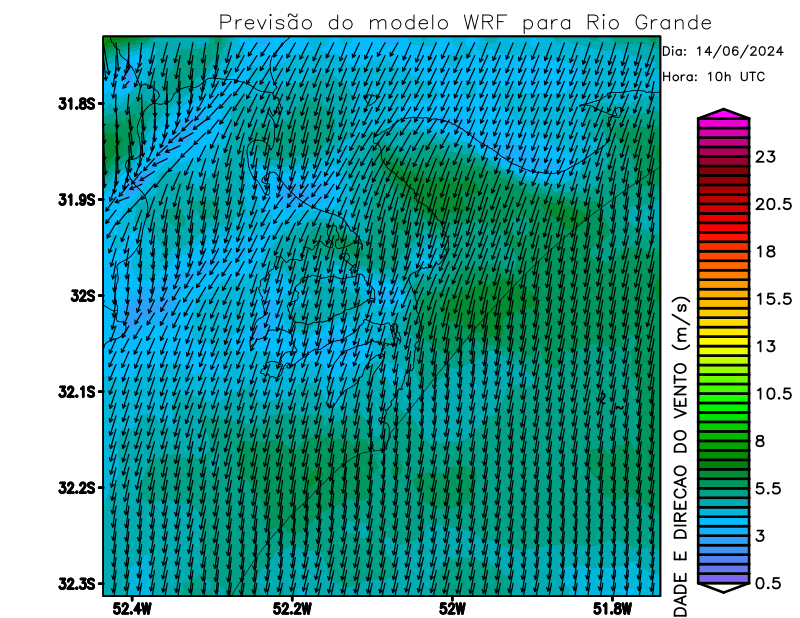 Previsão do modelo WRF para Rio Grande
Dia: 14/06/2024
Hora: 10h UTC
31.8S
31.9S
32S
32.1S
32.2S
32.3S
52.4W
52.2W
52W
51.8W
DADE E DIRECAO DO VENTO (m/s)
23
20.5
18
15.5
13
10.5
8
5.5
3
0.5